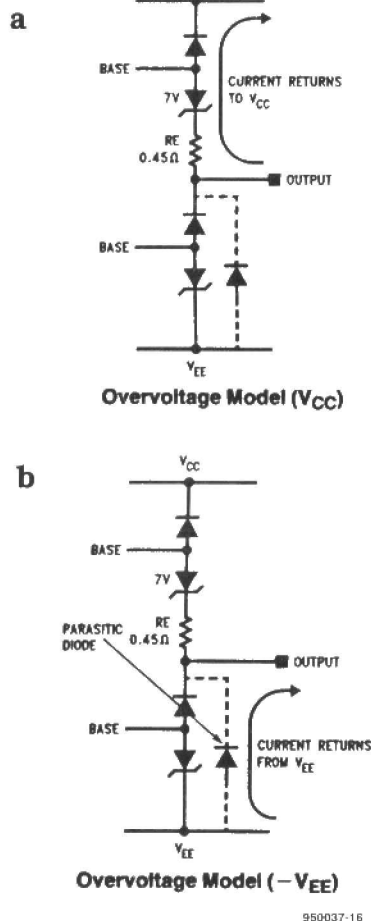 a
BASE
7V
CURRENT RETURNS
TO VCC
RE
0.45Ω
OUTPUT
BASE
VEE
Overvoltage Model (VCC)
b
VCC
BASE
7V
RE
0.45Ω
PARASITIC
DIODE
OUTPUT
BASE
CURRENT RETURNS
FROM VEE
VEE
Overvoltage Model (−VEE)
950037-16